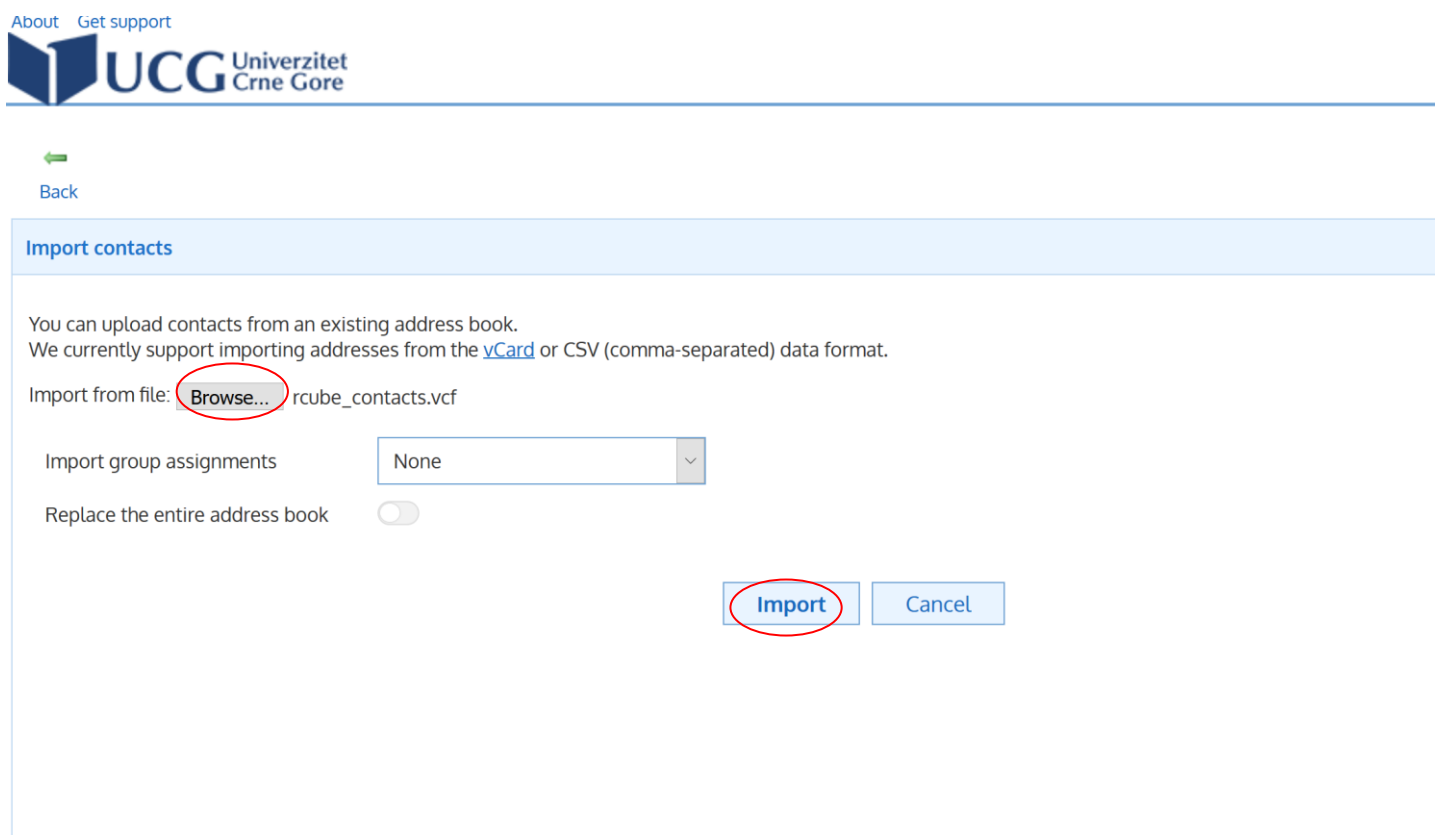 About Get support
UCG Univerzitet
Crne Gore
Back
Import contacts
You can upload contacts from an existing address book.
We currently support importing addresses from the vCard or CSV (comma-separated) data format.
Import from file: Browse... rcube_contacts.vcf
Import group assignments None
Replace the entire address book
Import Cancel